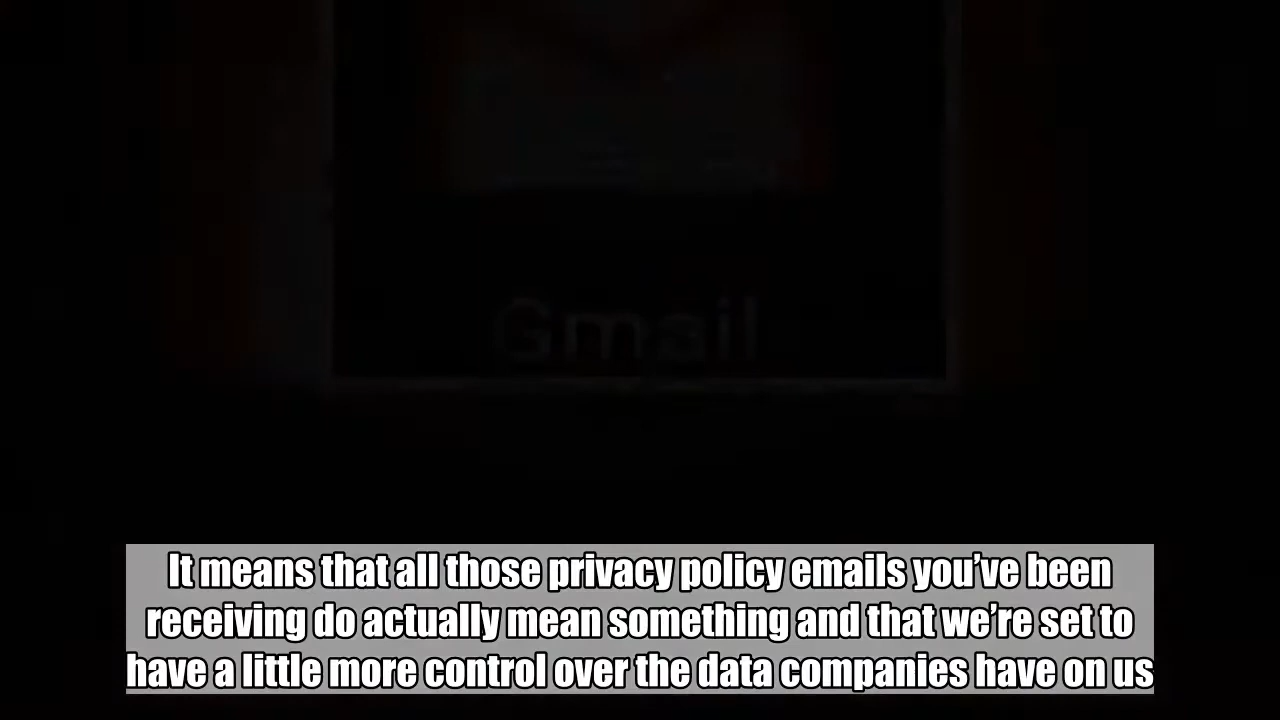 Gmail
It means that all those privacy policy emails you’ve been
receiving do actually mean something and that we’re set to
have a little more control over the data companies have on us